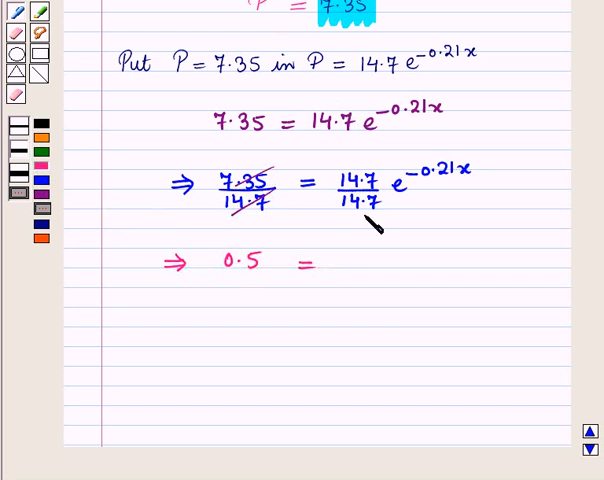 P = 7.35
Put P = 7.35 in P = 14.7 e^{-0.21x}
7.35 = 14.7 e^{-0.21x}
⇒ 7.35/14.7 = 14.7/14.7 e^{-0.21x}
⇒ 0.5 =